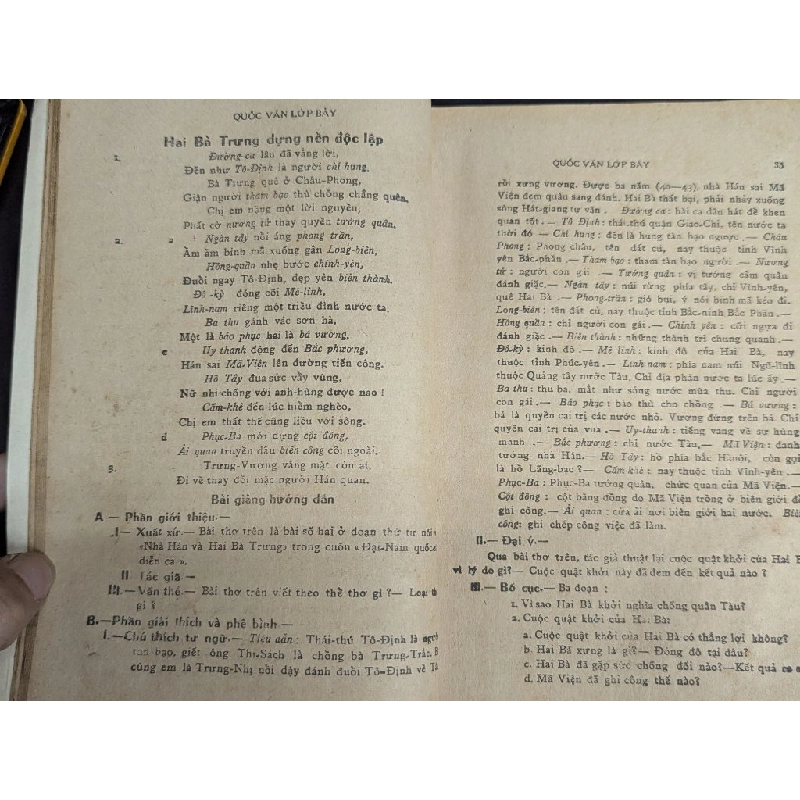 QUỐC VĂN LỚP BẢY
Hai Bà Trưng dựng nền độc lập
1. Đường-ca lâu đã vắng lời,
Đến như Tô-Định là người chí hung.
Bà Trưng quê ở Châu-Phong,
Giận người tham bạo thù chồng chẳng quên,
Chị em nặng một lời nguyền,
Phất cờ nương tử thay quyền tướng quân,
2. a Ngàn tây nổi áng phong trần,
Ầm ầm binh mã xuống gần Long-biên,
Hồng-quần nhẹ bước chinh-yên,
Đuổi ngay Tô-Định, dẹp yên biên thành.
Đô-kỳ đóng cõi Mê-linh,
Lĩnh-nam riêng một triều đình nước ta.
Ba thu gánh vác sơn hà,
Một là báo phục hai là bá vương,
c Uy thanh động đến Bắc phương,
Hán sai Mã-Viện lên đường tiến công.
Hồ Tây đua sức vẫy vùng,
Nữ nhi chống với anh-hùng được nao !
Cấm-khê đến lúc hiểm nghèo,
Chị em thất thế cũng liều với sông.
d Phục-Ba mới dựng cột đồng,
Ải quan truyền dấu biên công cõi ngoài.
3. Trưng-Vương vắng mặt còn ai,
Đi về thay đổi mặc người Hán quan.
Bài giảng hướng dẫn
A — Phần giới thiệu.—
I— Xuất xứ.— Bài thơ trên là bài số hai ở đoạn thứ tư nói
«Nhà Hán và Hai Bà Trưng» trong cuốn «Đại-Nam quốc
diễn ca ».
II Tác giả.—
III.— Văn thể.— Bài thơ trên viết theo thể thơ gì ?— Loại
gì ?
B.—Phần giải thích và phê bình—
I.—Chú thích từ ngữ.— Tiểu dẫn: Thái-thú Tô-Định là
tàn bạo, giết ông Thi-Sách là chồng bà Trưng-Trắc,
cùng em là Trưng-Nhị nổi dậy đánh đuổi Tô-Định về
QUỐC VĂN LỚP BẢY 35
rồi xưng vương. Được ba năm (40—43), nhà Hán sai Mã
Viện đem quân sang đánh. Hai Bà thất bại, phải nhảy xuống
sông Hát-giang tự vẫn. Đường ca: bài ca dân hát để khen
quan tốt.— Tô Định: thái-thú quận Giao-Chỉ, tên nước ta
thời đó — Chí hung: đến là hung tàn bạo ngược.— Châu
Phong: Phong châu, tên đất cũ, nay thuộc tỉnh Vĩnh
yên Bắc-phần.— Tham bạo: tham tàn bạo ngược.— Nương
tử: người con gái — Tướng quân: vị tướng cầm quân
đánh giặc.— Ngàn tây: núi rừng phía tây, chỉ Vĩnh-yên,
quê Hai Bà.— Phong-trần: gió bụi, ý nói binh mã kéo đi.
Long-biên: tên đất cũ, nay thuộc tỉnh Bắc-ninh Bắc Phần.—
Hồng quần: chỉ người con gái.— Chinh yên: cỡi ngựa đi
đánh giặc.— Biên thành: những thành trì chung quanh.—
Đô-kỳ: kinh đô.— Mê linh: kinh đô của Hai Bà, nay
thuộc tỉnh Phúc-yên.— Lĩnh nam: phía nam núi Ngũ-lĩnh
thuộc Quảng tây nước Tàu, Chỉ địa phận nước ta lúc ấy.—
Ba thu: thu ba, mắt như sóng nước mùa thu. Chỉ người
con gái.— Báo phục: báo thù cho chồng — Bá vương:
bá là quyền cai trị các nước nhỏ. Vương đứng trên bá. Chỉ
quyền cai trị của vua.— Uy-thanh: tiếng vang và sự hùng
mạnh.— Bắc phương: chỉ nước Tàu.— Mã Viện: danh
tướng nhà Hán.— Hồ Tây: hồ phía bắc Hà nội, còn gọi
là hồ Lãng-bạc?— Cấm khê: nay thuộc tỉnh Vĩnh-yên.—
Phục-Ba: Phục-Ba tướng quân, chức quan của Mã Viện.—
Cột đồng: cột bằng đồng do Mã Viện trồng ở biên giới để
ghi công.— Ải quan: cửa ải nơi biên giới hai nước. Biên
công: ghi chép công việc đã làm.
II.— Đại ý.—
Qua bài thơ trên, tác giả thuật lại cuộc quật khởi của Hai
vì lý do gì?— Cuộc quật khởi này đã đem đến kết quả nào ?
III.— Bố cục.— Ba đoạn :
1. Vì sao Hai Bà khởi nghĩa chống quân Tàu?
2. Cuộc quật khởi của Hai Bà:
a. Cuộc quật khởi của Hai Bà có thắng lợi không?
b. Hai Bà xưng là gì?— Đóng đô tại đâu?
c. Hai Bà đã gặp sức chống đối nào?—Kết quả ra
d. Mã Viện đã ghi công thế nào?